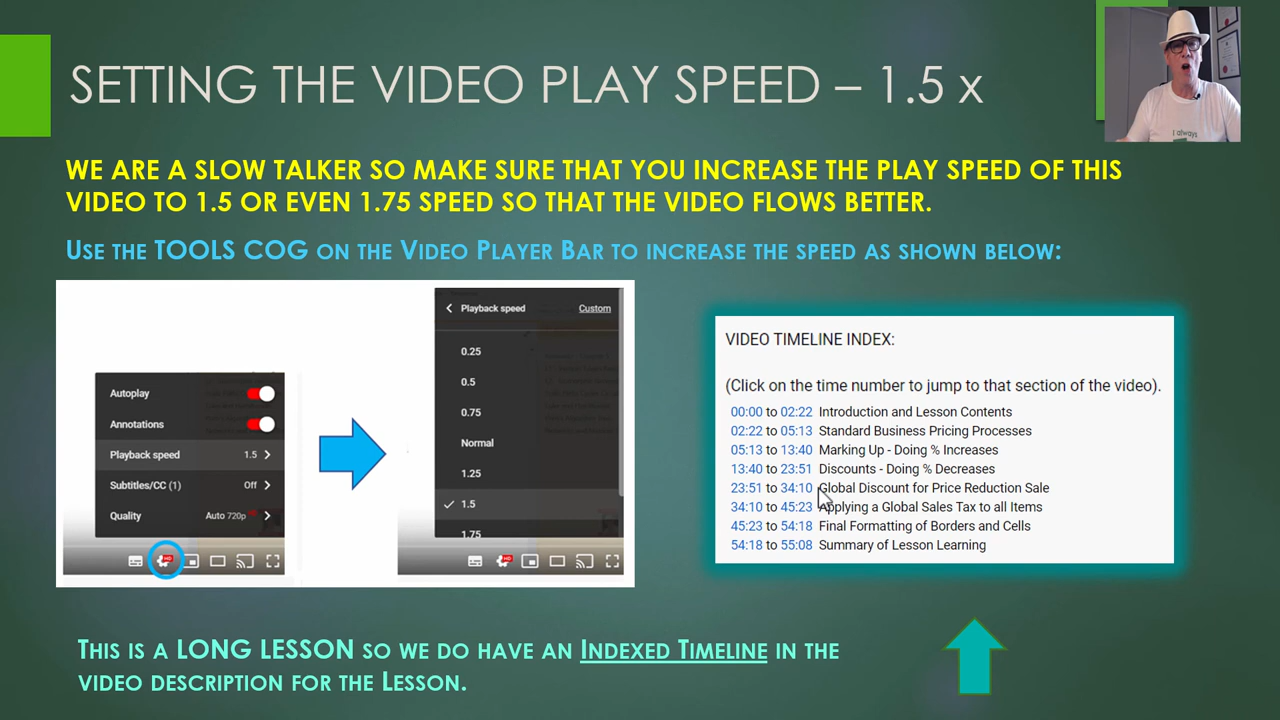 SETTING THE VIDEO PLAY SPEED – 1.5 x
I always
WE ARE A SLOW TALKER SO MAKE SURE THAT YOU INCREASE THE PLAY SPEED OF THIS
VIDEO TO 1.5 OR EVEN 1.75 SPEED SO THAT THE VIDEO FLOWS BETTER.
USE THE TOOLS COG ON THE VIDEO PLAYER BAR TO INCREASE THE SPEED AS SHOWN BELOW:
Autoplay
Annotations
Playback speed 1.5
Subtitles/CC (1) Off
Quality Auto 720p
HD
Playback speed Custom
0.25
0.5
0.75
Normal
1.25
1.5
1.75
HD
VIDEO TIMELINE INDEX:
(Click on the time number to jump to that section of the video).
00:00 to 02:22 Introduction and Lesson Contents
02:22 to 05:13 Standard Business Pricing Processes
05:13 to 13:40 Marking Up - Doing % Increases
13:40 to 23:51 Discounts - Doing % Decreases
23:51 to 34:10 Global Discount for Price Reduction Sale
34:10 to 45:23 Applying a Global Sales Tax to all Items
45:23 to 54:18 Final Formatting of Borders and Cells
54:18 to 55:08 Summary of Lesson Learning
THIS IS A LONG LESSON SO WE DO HAVE AN INDEXED TIMELINE IN THE
VIDEO DESCRIPTION FOR THE LESSON.